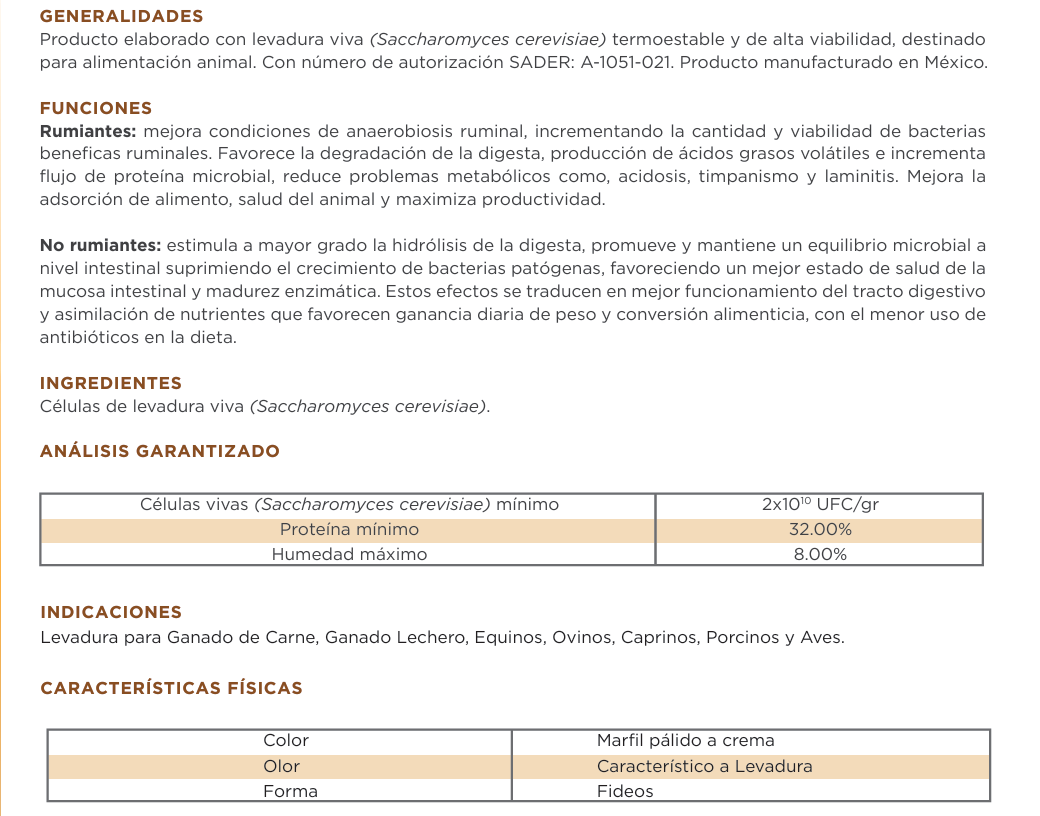 GENERALIDADES
Producto elaborado con levadura viva (Saccharomyces cerevisiae) termoestable y de alta viabilidad, destinado
para alimentación animal. Con número de autorización SADER: A-1051-021. Producto manufacturado en México.
FUNCIONES
Rumiantes: mejora condiciones de anaerobiosis ruminal, incrementando la cantidad y viabilidad de bacterias
beneficas ruminales. Favorece la degradación de la digesta, producción de ácidos grasos volátiles e incrementa
flujo de proteína microbial, reduce problemas metabólicos como, acidosis, timpanismo y laminitis. Mejora la
adsorción de alimento, salud del animal y maximiza productividad.
No rumiantes: estimula a mayor grado la hidrólisis de la digesta, promueve y mantiene un equilibrio microbial a
nivel intestinal suprimiendo el crecimiento de bacterias patógenas, favoreciendo un mejor estado de salud de la
mucosa intestinal y madurez enzimática. Estos efectos se traducen en mejor funcionamiento del tracto digestivo
y asimilación de nutrientes que favorecen ganancia diaria de peso y conversión alimenticia, con el menor uso de
antibióticos en la dieta.
INGREDIENTES
Células de levadura viva (Saccharomyces cerevisiae).
ANÁLISIS GARANTIZADO
Células vivas (Saccharomyces cerevisiae) mínimo 2x10¹⁰ UFC/gr
Proteína mínimo 32.00%
Humedad máximo 8.00%
INDICACIONES
Levadura para Ganado de Carne, Ganado Lechero, Equinos, Ovinos, Caprinos, Porcinos y Aves.
CARACTERÍSTICAS FÍSICAS
Color Marfil pálido a crema
Olor Característico a Levadura
Forma Fideos